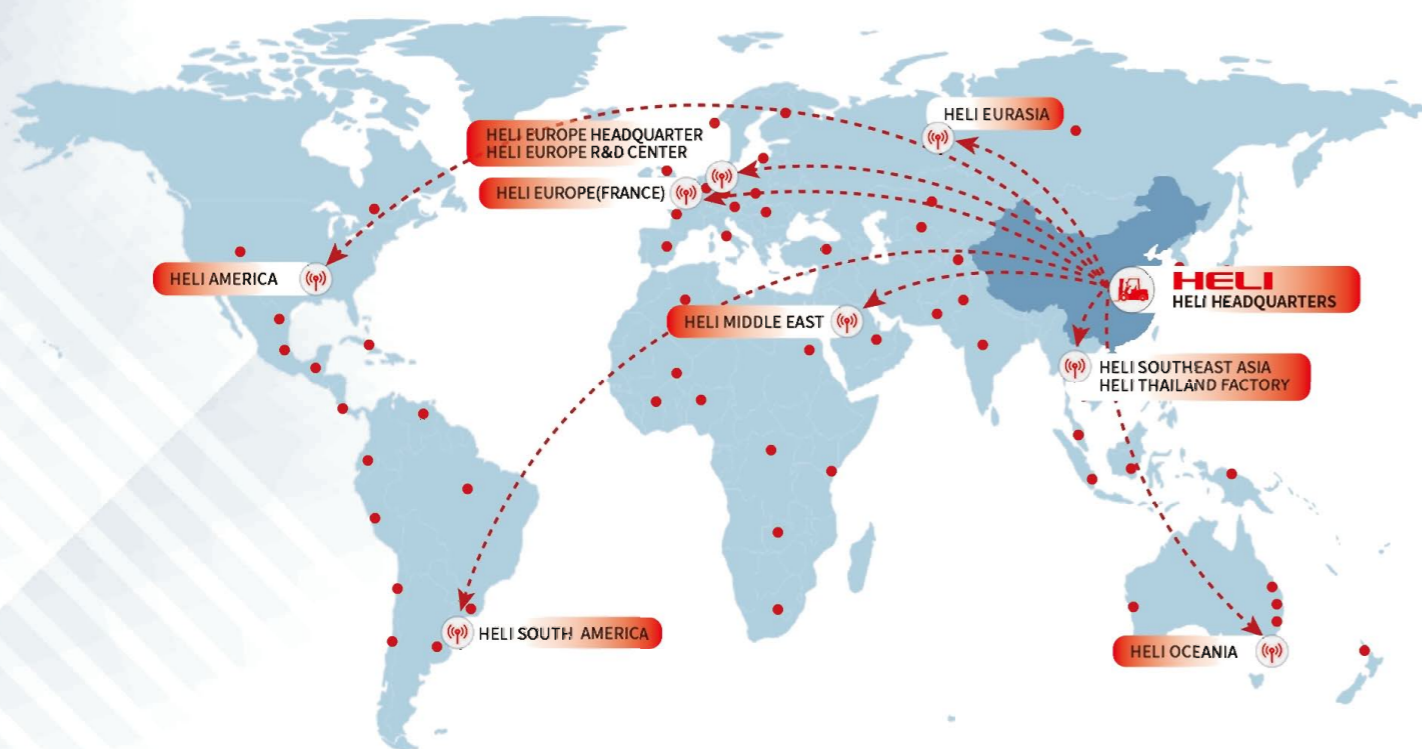 HELI EURASIA
HELI EUROPE HEADQUARTER
HELI EUROPE R&D CENTER
HELI EUROPE(FRANCE)
HELI AMERICA
HELI
HELI HEADQUARTERS
HELI MIDDLE EAST
HELI SOUTHEAST ASIA
HELI THAILAND FACTORY
HELI SOUTH AMERICA
HELI OCEANIA